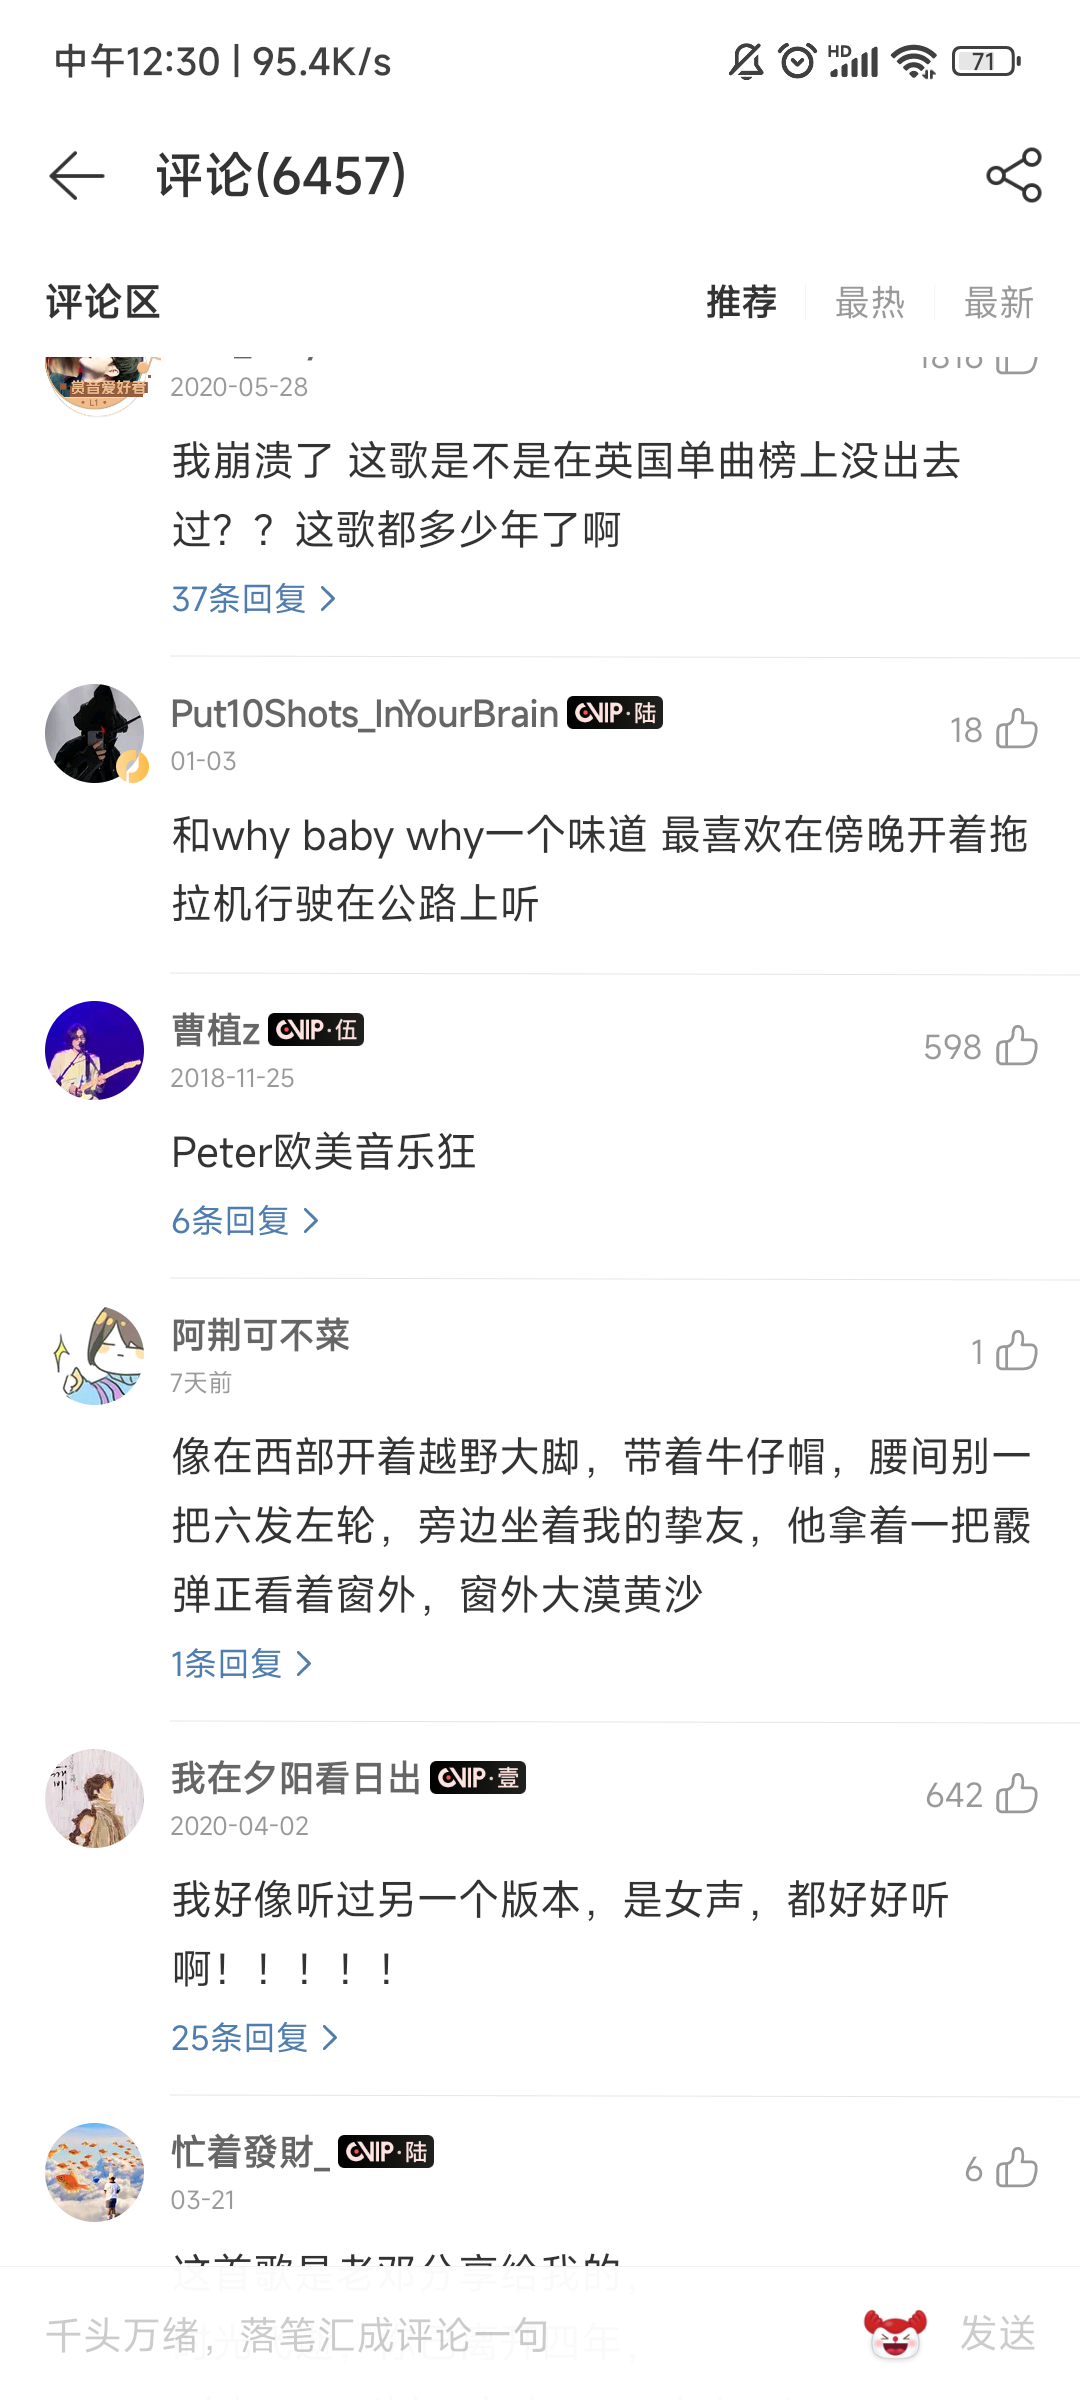 中午12:30 | 95.4K/s
HD
71
评论(6457)
评论区
推荐
最热
最新
赏音爱好者
L1
2020-05-28
1816
我崩溃了 这歌是不是在英国单曲榜上没出去
过？？这歌都多少年了啊
37条回复 >
Put10Shots_InYourBrain
VIP·陆
18
01-03
和why baby why一个味道 最喜欢在傍晚开着拖
拉机行驶在公路上听
曹植z
VIP·伍
598
2018-11-25
Peter欧美音乐狂
6条回复 >
阿荆可不菜
1
7天前
像在西部开着越野大脚，带着牛仔帽，腰间别一
把六发左轮，旁边坐着我的挚友，他拿着一把霰
弹正看着窗外，窗外大漠黄沙
1条回复 >
我在夕阳看日出
VIP·壹
642
2020-04-02
我好像听过另一个版本，是女声，都好好听
啊！！！！！
25条回复 >
忙着發財_
VIP·陆
6
03-21
这首歌是老邓分享给我的，
千头万绪，落笔汇成评论一句
发送